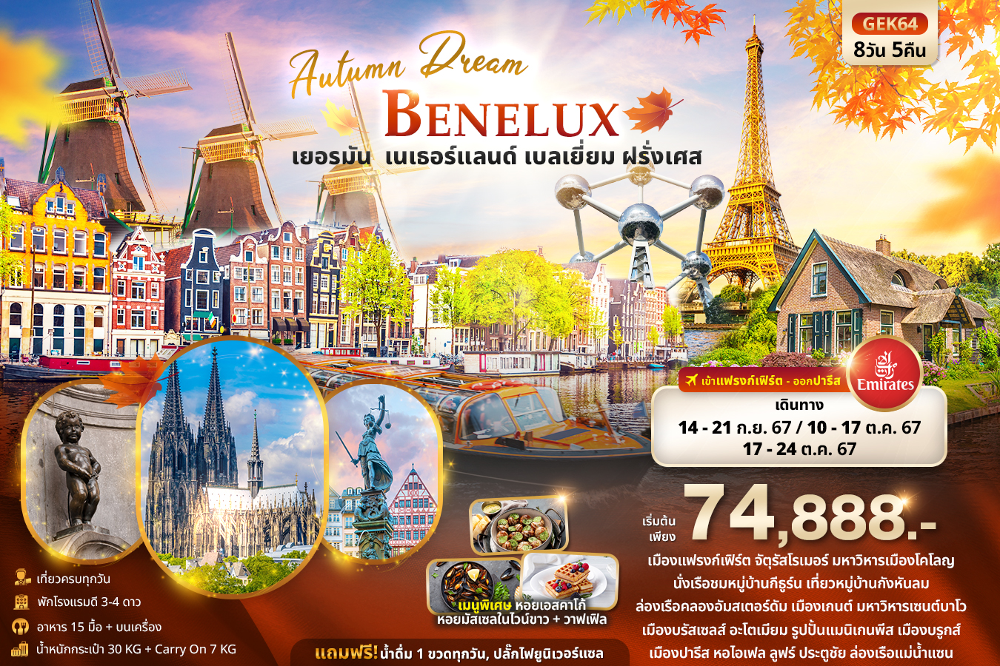 GEK64
8วัน 5คืน
Autumn Dream
BENELUX
เยอรมัน เนเธอร์แลนด์ เบลเยี่ยม ฝรั่งเศส
เข้าแฟรงก์เฟิร์ต - ออกปารีส
Emirates
เดินทาง
14 - 21 ก.ย. 67 / 10 - 17 ต.ค. 67
17 - 24 ต.ค. 67
เริ่มต้น
เพียง
74,888.-
เมืองแฟรงก์เฟิร์ต จัตุรัสโรเมอร์ มหาวิหารเมืองโคโลญ
นั่งเรือชมหมู่บ้านกีธูร์น เที่ยวหมู่บ้านกังหันลม
ล่องเรือคลองอัมสเตอร์ดัม เมืองเกนต์ มหาวิหารเซนต์บาโว
เมืองบรัสเซลส์ อะโตเมียม รูปปั้นแมนิเกนพีส เมืองบรูกส์
เมืองปารีส หอไอเฟล ลูฟร์ ประตูชัย ล่องเรือแม่น้ำแซน
เที่ยวครบทุกวัน
พักโรงแรมดี 3-4 ดาว
อาหาร 15 มื้อ + บนเครื่อง
น้ำหนักกระเป๋า 30 KG + Carry On 7 KG
เมนูพิเศษ หอยเอสคาโก้
หอยมัสเซลในไวน์ขาว + วาฟเฟิล
แถมฟรี! น้ำดื่ม 1 ขวดทุกวัน, ปลั๊กไฟยูนิเวอร์แซล